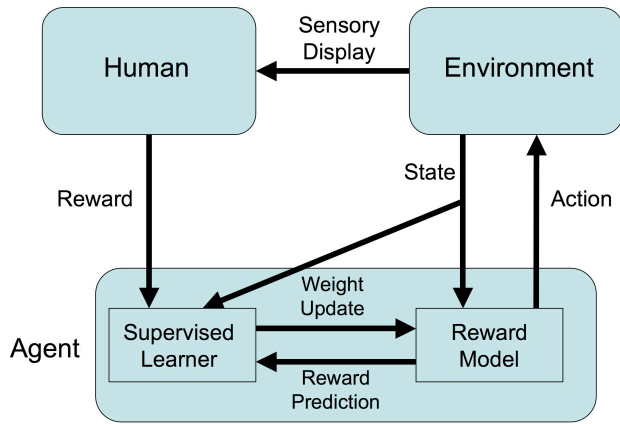 Human
Sensory
Display
Environment
Reward
State
Action
Agent
Weight
Update
Supervised
Learner
Reward
Model
Reward
Prediction